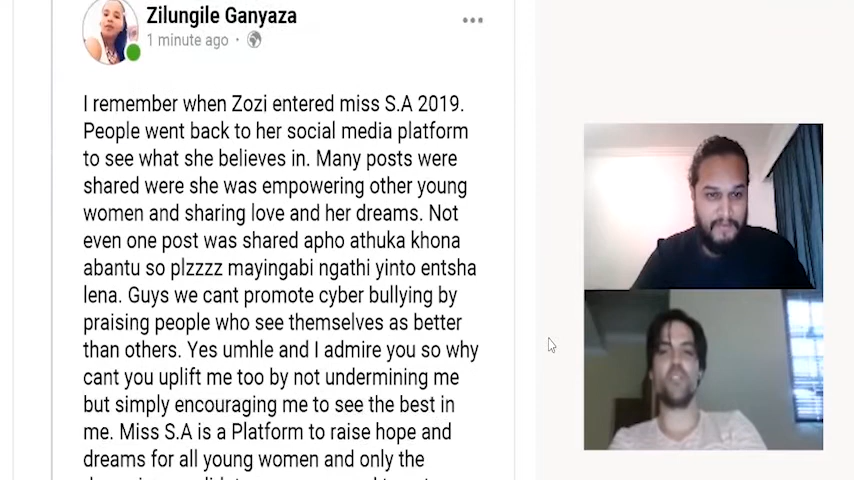 Zilungile Ganyaza
1 minute ago
I remember when Zozi entered miss S.A 2019.
People went back to her social media platform
to see what she believes in. Many posts were
shared were she was empowering other young
women and sharing love and her dreams. Not
even one post was shared apho athuka khona
abantu so plzzzz mayingabi ngathi yinto entsha
lena. Guys we cant promote cyber bullying by
praising people who see themselves as better
than others. Yes umhle and I admire you so why
cant you uplift me too by not undermining me
but simply encouraging me to see the best in
me. Miss S.A is a Platform to raise hope and
dreams for all young women and only the